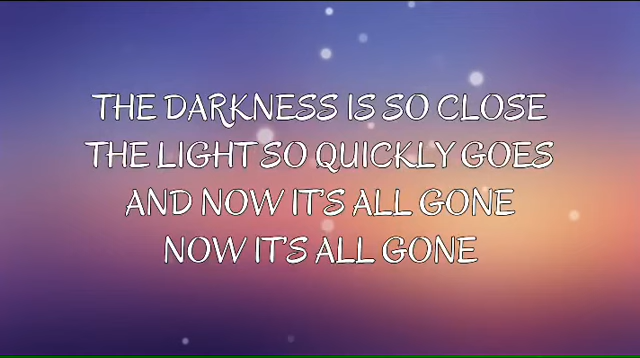 THE DARKNESS IS SO CLOSE
THE LIGHT SO QUICKLY GOES
AND NOW IT'S ALL GONE
NOW IT'S ALL GONE